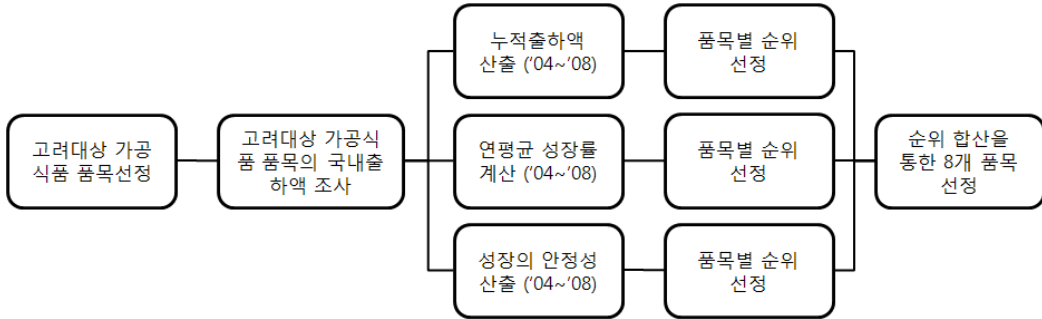 고려대상 가공
식품 품목선정
고려대상 가공식
품 품목의 국내출
하액 조사
누적출하액
산출 ('04~'08)
품목별 순위
선정
연평균 성장률
계산 ('04~'08)
품목별 순위
선정
성장의 안정성
산출 ('04~'08)
품목별 순위
선정
순위 합산을
통한 8개 품목
선정